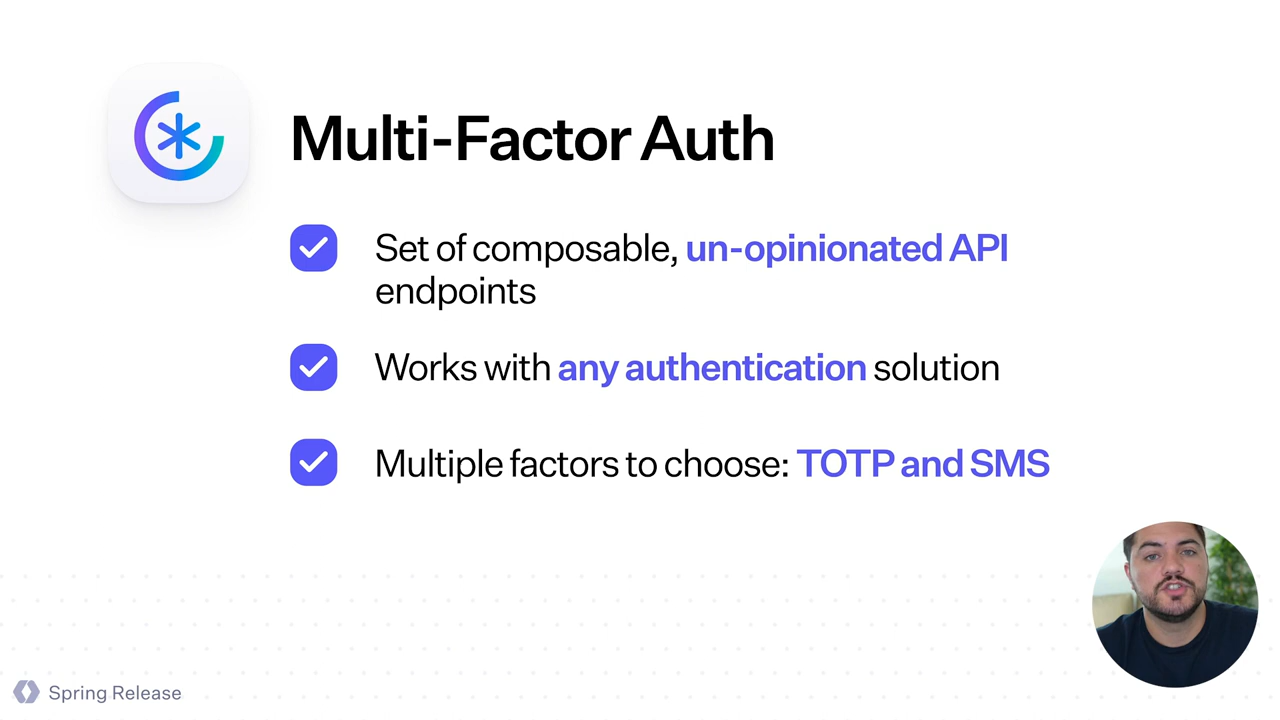 Multi-Factor Auth
Set of composable, un-opinionated API
endpoints
Works with any authentication solution
Multiple factors to choose: TOTP and SMS
Spring Release